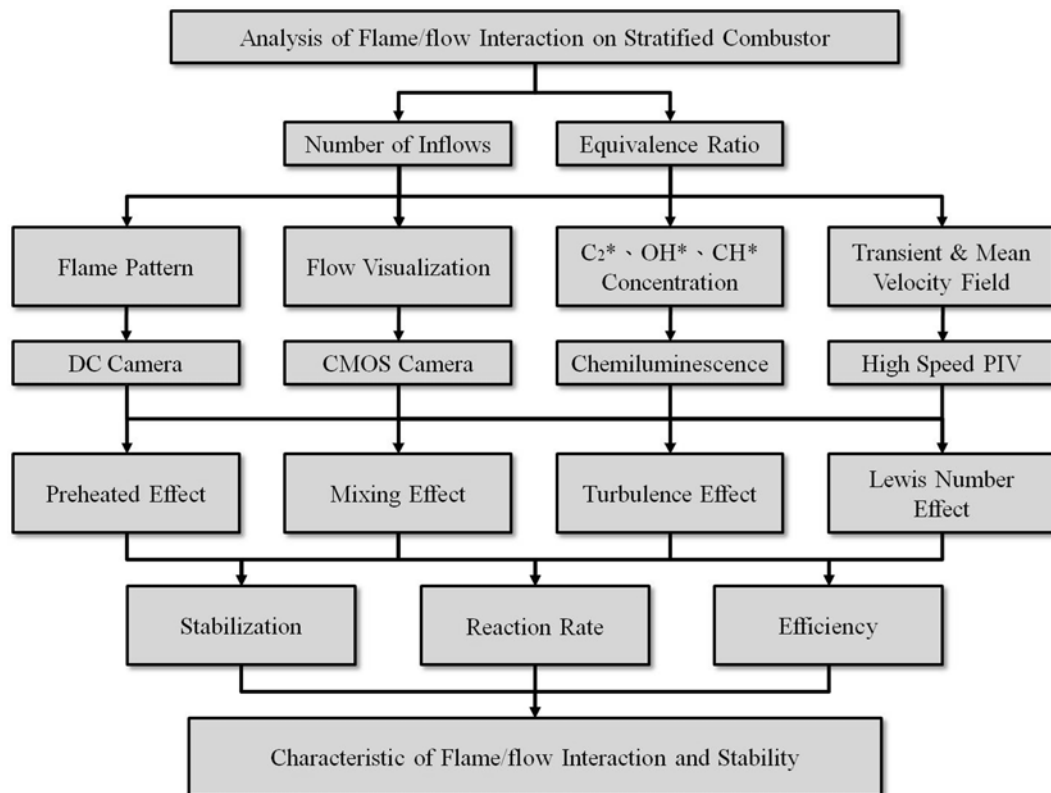 Analysis of Flame/flow Interaction on Stratified Combustor
Number of Inflows
Equivalence Ratio
Flame Pattern
Flow Visualization
C₂*、OH*、CH*
Concentration
Transient & Mean
Velocity Field
DC Camera
CMOS Camera
Chemiluminescence
High Speed PIV
Preheated Effect
Mixing Effect
Turbulence Effect
Lewis Number
Effect
Stabilization
Reaction Rate
Efficiency
Characteristic of Flame/flow Interaction and Stability